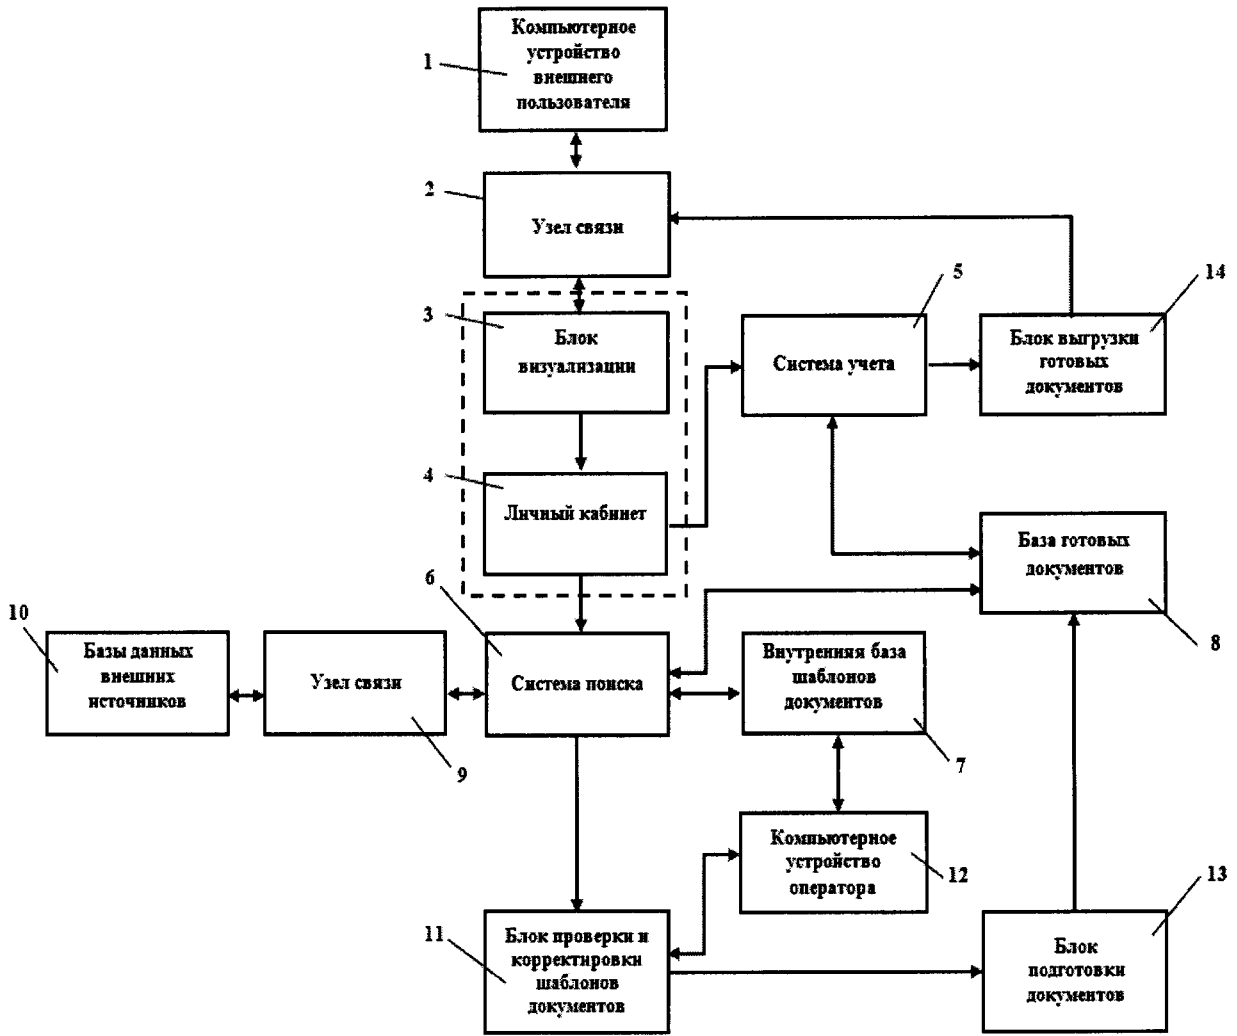 Компьютерное
устройство
внешнего
пользователя
1
2
Узел связи
5
14
3
Блок
визуализации
Система учета
Блок выгрузки
готовых
документов
4
Личный кабинет
База готовых
документов
6
8
10
Базы данных
внешних
источников
Узел связи
Система поиска
Внутренняя база
шаблонов
документов
9
7
Компьютерное
устройство
оператора
12
13
11
Блок проверки и
корректировки
шаблонов
документов
Блок
подготовки
документов